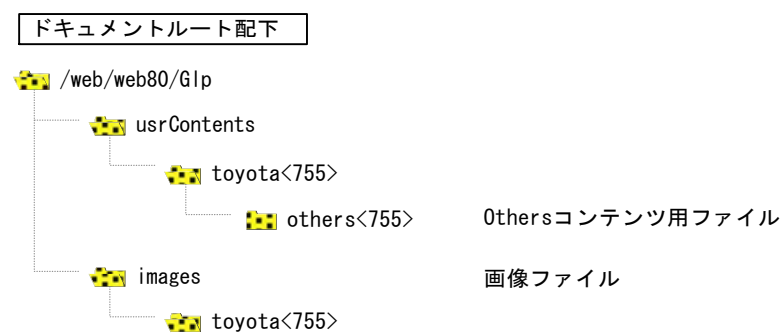 ドキュメントルート配下
/web/web80/Glp
usrContents
toyota<755>
others<755> Othersコンテンツ用ファイル
images 画像ファイル
toyota<755>